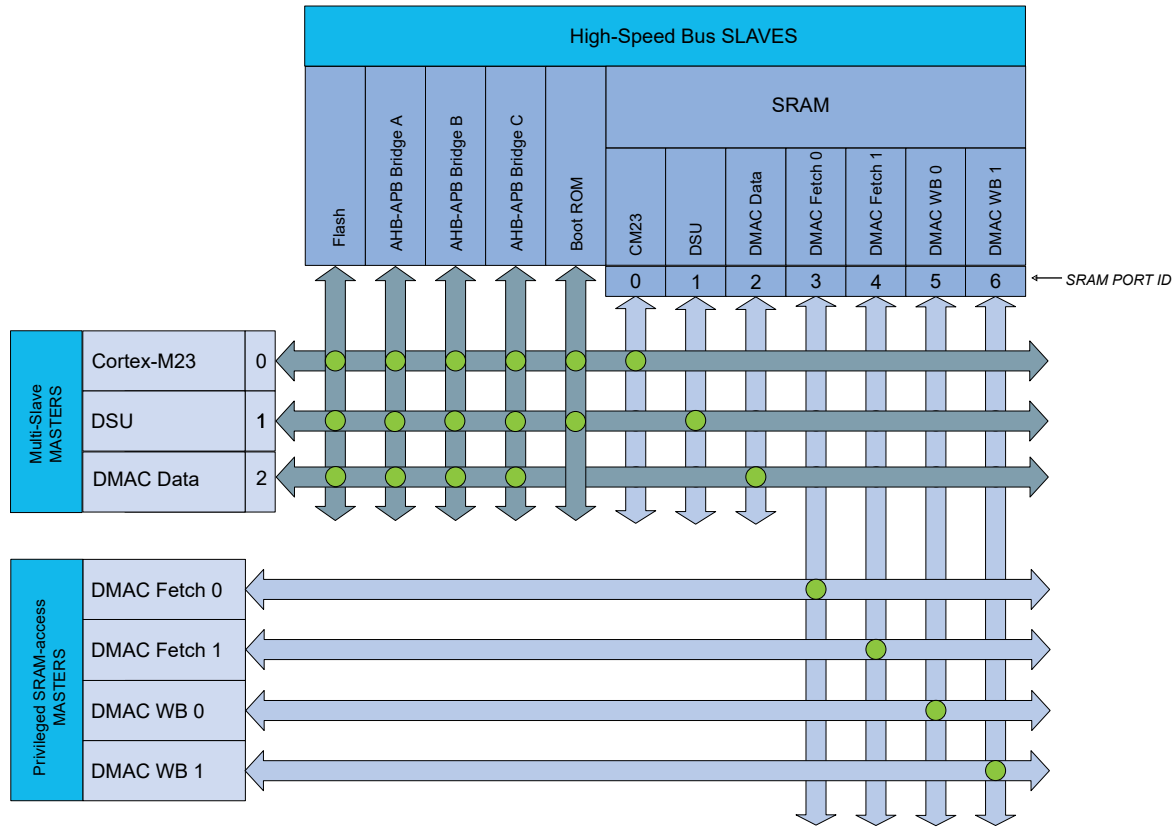 High-Speed Bus SLAVES
SRAM
Flash
AHB-APB Bridge A
AHB-APB Bridge B
AHB-APB Bridge C
Boot ROM
CM23
DSU
DMAC Data
DMAC Fetch 0
DMAC Fetch 1
DMAC WB 0
DMAC WB 1
0 1 2 3 4 5 6
SRAM PORT ID
Multi-Slave
MASTERS
Cortex-M23 0
DSU 1
DMAC Data 2
Privileged SRAM-access
MASTERS
DMAC Fetch 0
DMAC Fetch 1
DMAC WB 0
DMAC WB 1